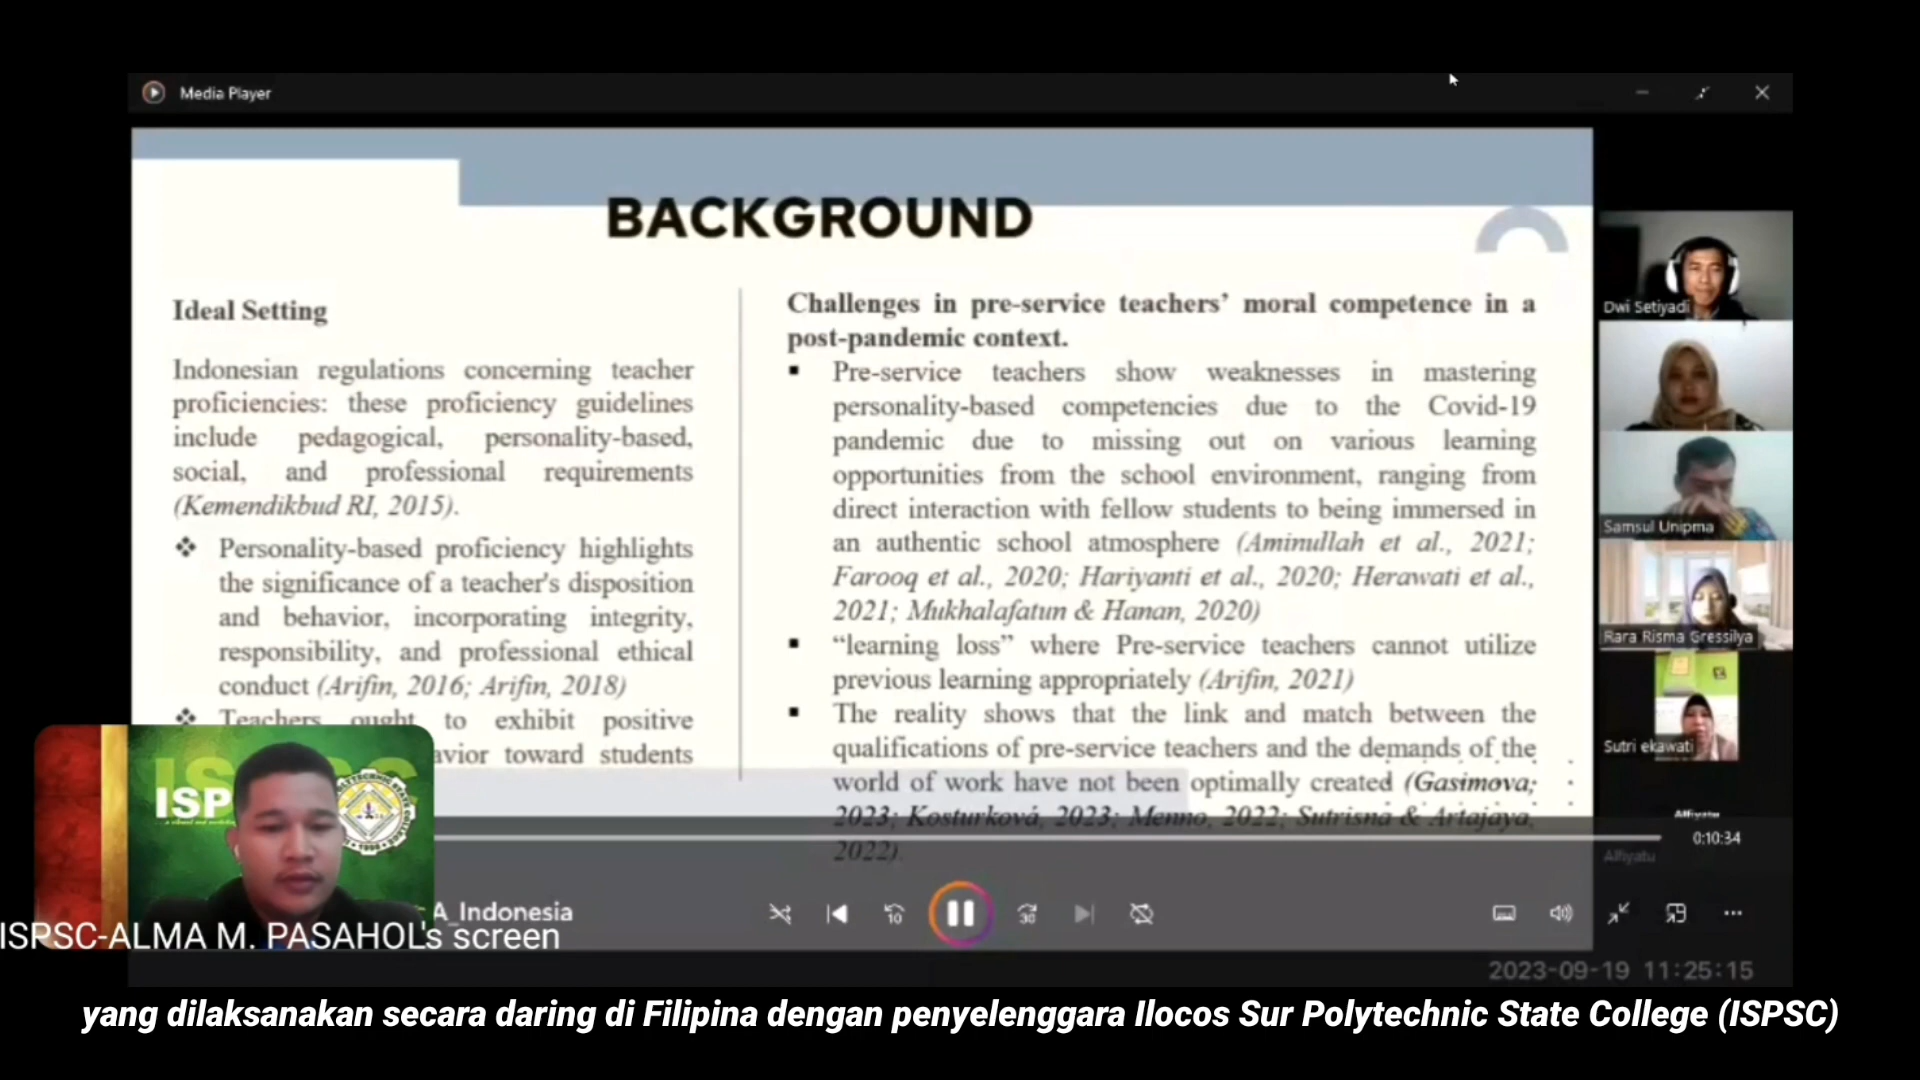 Media Player
BACKGROUND
Ideal Setting
Indonesian regulations concerning teacher
proficiencies: these proficiency guidelines
include pedagogical, personality-based,
social, and professional requirements
(Kemendikbud RI, 2015).
❖ Personality-based proficiency highlights
the significance of a teacher's disposition
and behavior, incorporating integrity,
responsibility, and professional ethical
conduct (Arifin, 2016; Arifin, 2018)
❖ Teachers ought to exhibit positive
avior toward students
Challenges in pre-service teachers’ moral competence in a
post-pandemic context.
▪ Pre-service teachers show weaknesses in mastering
personality-based competencies due to the Covid-19
pandemic due to missing out on various learning
opportunities from the school environment, ranging from
direct interaction with fellow students to being immersed in
an authentic school atmosphere (Aminullah et al., 2021;
Farooq et al., 2020; Hariyanti et al., 2020; Herawati et al.,
2021; Mukhalafatun & Hanan, 2020)
▪ “learning loss” where Pre-service teachers cannot utilize
previous learning appropriately (Arifin, 2021)
▪ The reality shows that the link and match between the
qualifications of pre-service teachers and the demands of the
world of work have not been optimally created (Gasimova;
2023; Kosturková, 2023; Menno, 2022; Sutrisna & Artajaya,
2022).
Dwi Setiyadi
Samsul Unipma
Rara Risma Gressilya
Sutri ekawati
Alfiyatu
Alfiyatu
0:10:34
ISP
A_Indonesia
ISPSC-ALMA M. PASAHOL's screen
10
30
2023-09-19 11:25:15
yang dilaksanakan secara daring di Filipina dengan penyelenggara Ilocos Sur Polytechnic State College (ISPSC)